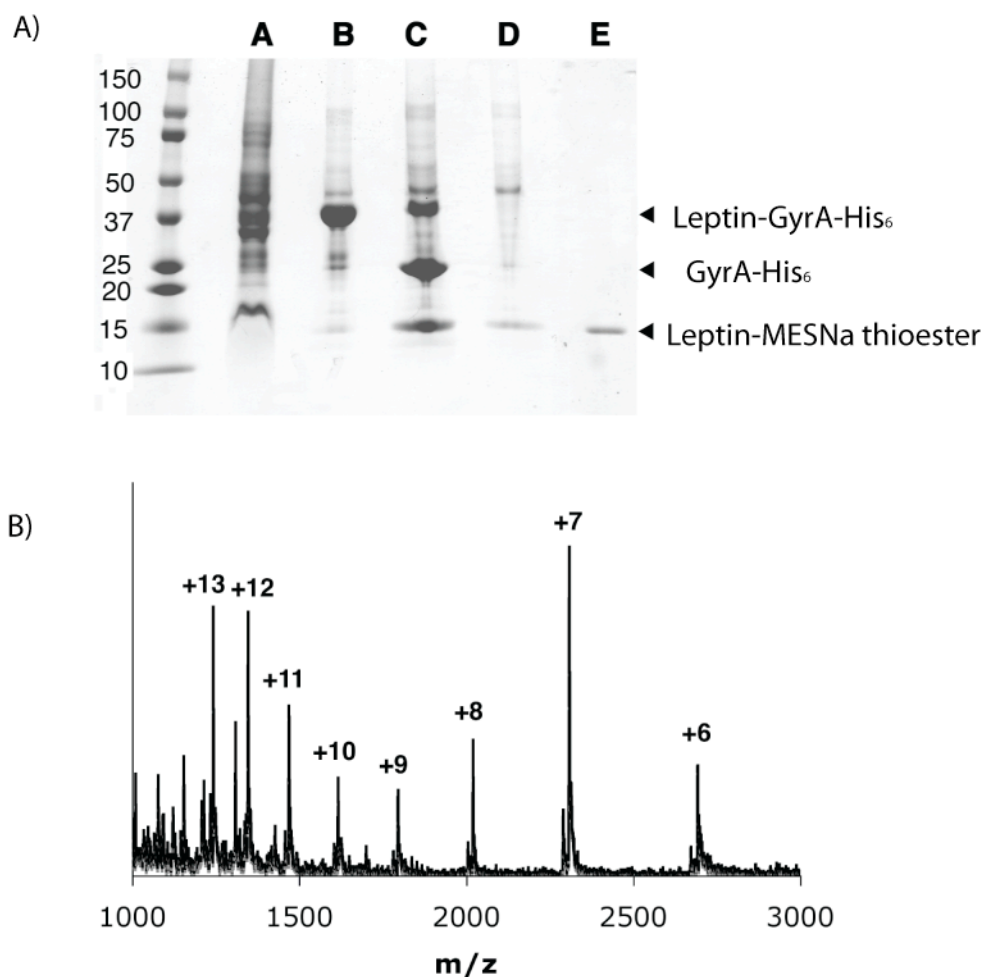 A)
A B C D E
150
100
75
50
37
25
20
15
10
Leptin-GyrA-His₆
GyrA-His₆
Leptin-MESNa thioester
B)
+13 +12
+11
+10
+9
+8
+7
+6
1000 1500 2000 2500 3000
m/z